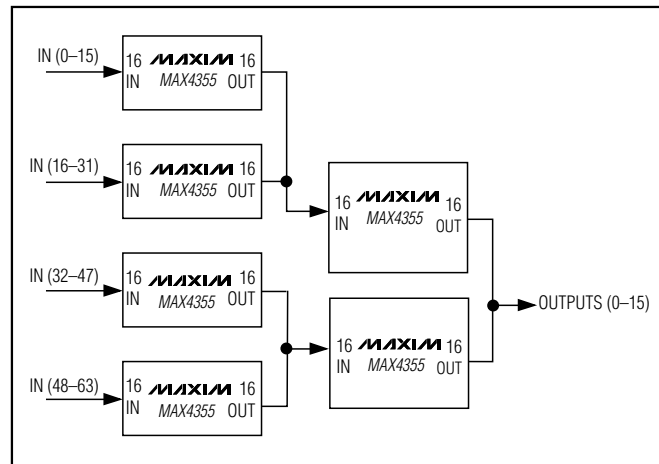 IN (0–15)
16 MAXIM 16
IN MAX4355 OUT
IN (16–31)
16 MAXIM 16
IN MAX4355 OUT
16 MAXIM 16
IN MAX4355 OUT
IN (32–47)
16 MAXIM 16
IN MAX4355 OUT
OUTPUTS (0–15)
16 MAXIM 16
IN MAX4355 OUT
IN (48–63)
16 MAXIM 16
IN MAX4355 OUT